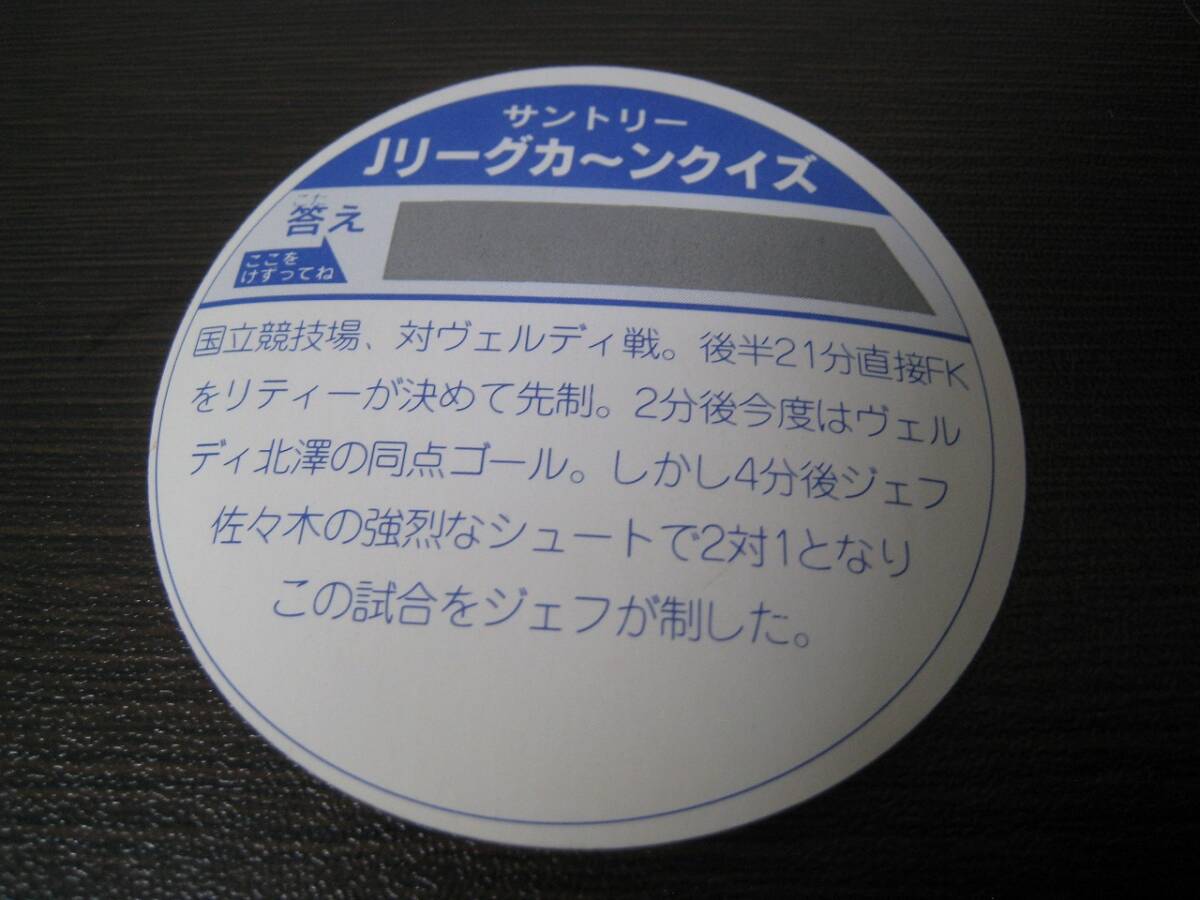 サントリー
Jリーグカ〜ンクイズ
こた
答え
ここを
けずってね
国立競技場、対ヴェルディ戦。後半21分直接FK
をリティーが決めて先制。2分後今度はヴェル
ディ北澤の同点ゴール。しかし4分後ジェフ
佐々木の強烈なシュートで2対1となり
この試合をジェフが制した。